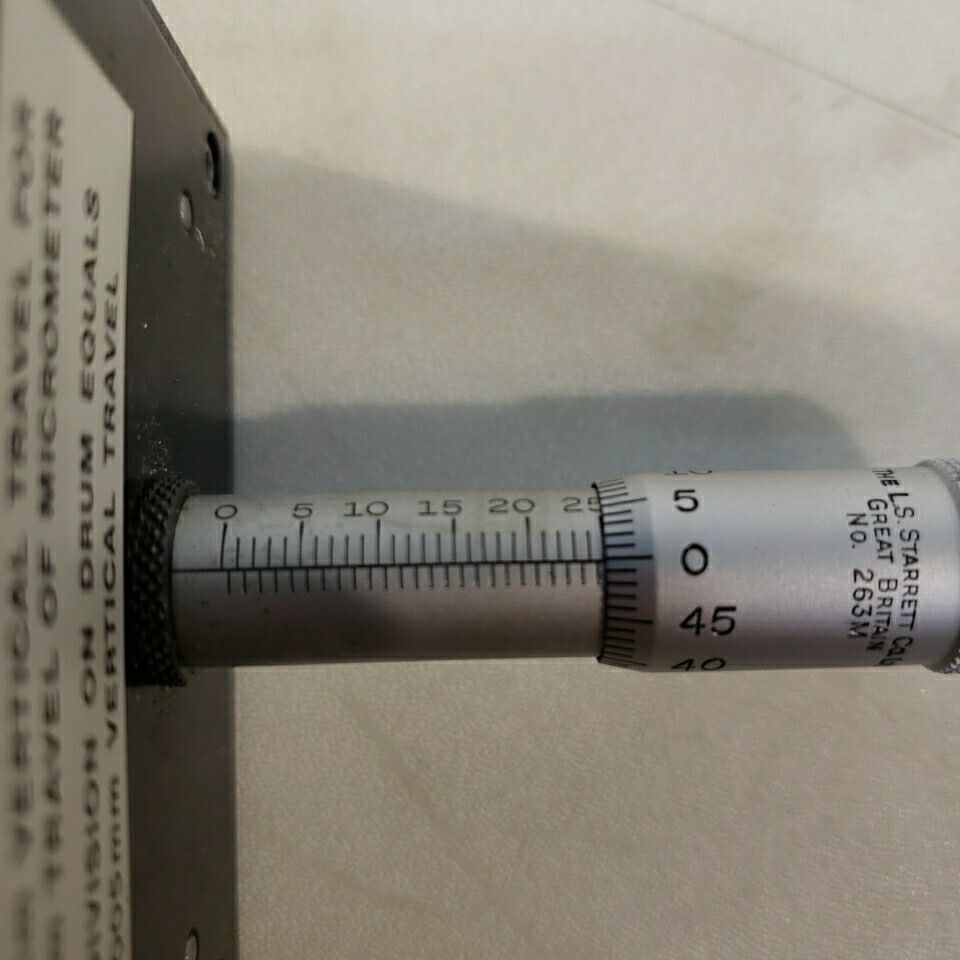 VERTICAL TRAVEL FOR
TRAVEL OF MICROMETER
ON DRUM EQUALS
VERTICAL TRAVEL
0 5 10 15 20 25
5
0
45
40
THE L.S. STARRETT CO.
GREAT BRITAIN
NO. 263M